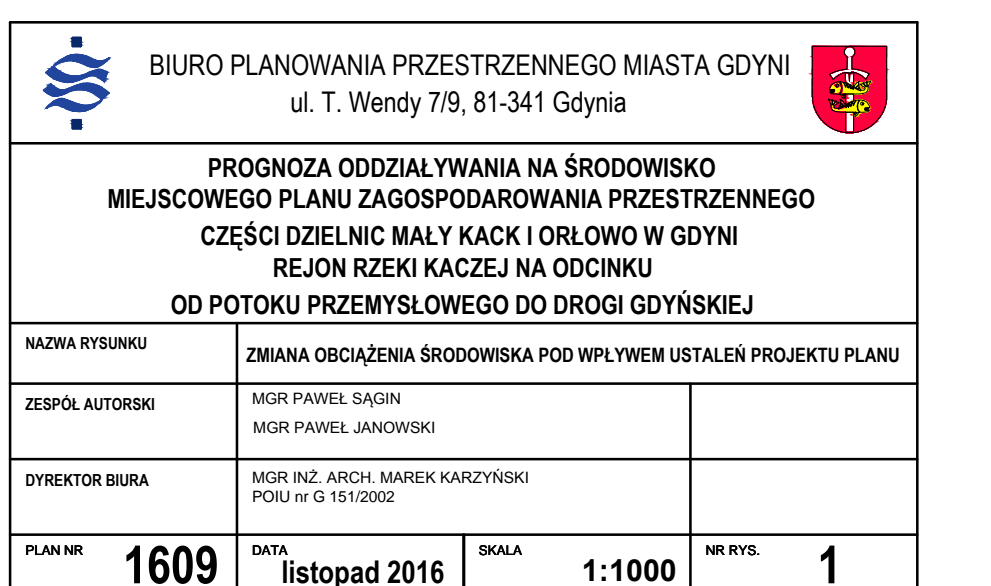 BIURO PLANOWANIA PRZESTRZENNEGO MIASTA GDYNI
ul. T. Wendy 7/9, 81-341 Gdynia
PROGNOZA ODDZIAŁYWANIA NA ŚRODOWISKO
MIEJSCOWEGO PLANU ZAGOSPODAROWANIA PRZESTRZENNEGO
CZĘŚCI DZIELNIC MAŁY KACK I ORŁOWO W GDYNI
REJON RZEKI KACZEJ NA ODCINKU
OD POTOKU PRZEMYSŁOWEGO DO DROGI GDYŃSKIEJ
NAZWA RYSUNKU
ZMIANA OBCIĄŻENIA ŚRODOWISKA POD WPŁYWEM USTALEŃ PROJEKTU PLANU
ZESPÓŁ AUTORSKI
MGR PAWEŁ SĄGIN
MGR PAWEŁ JANOWSKI
DYREKTOR BIURA
MGR INŻ. ARCH. MAREK KARZYŃSKI
POIU nr G 151/2002
PLAN NR 1609
DATA listopad 2016
SKALA 1:1000
NR RYS. 1